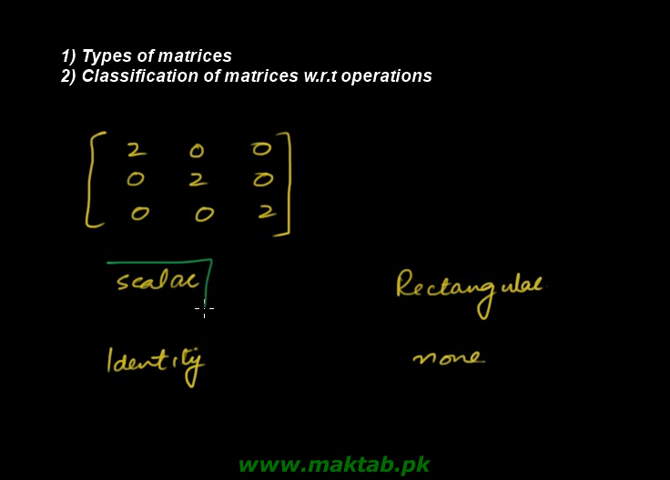 1) Types of matrices
2) Classification of matrices w.r.t operations
2 0 0
0 2 0
0 0 2
scalar Rectangular
Identity none
www.maktab.pk